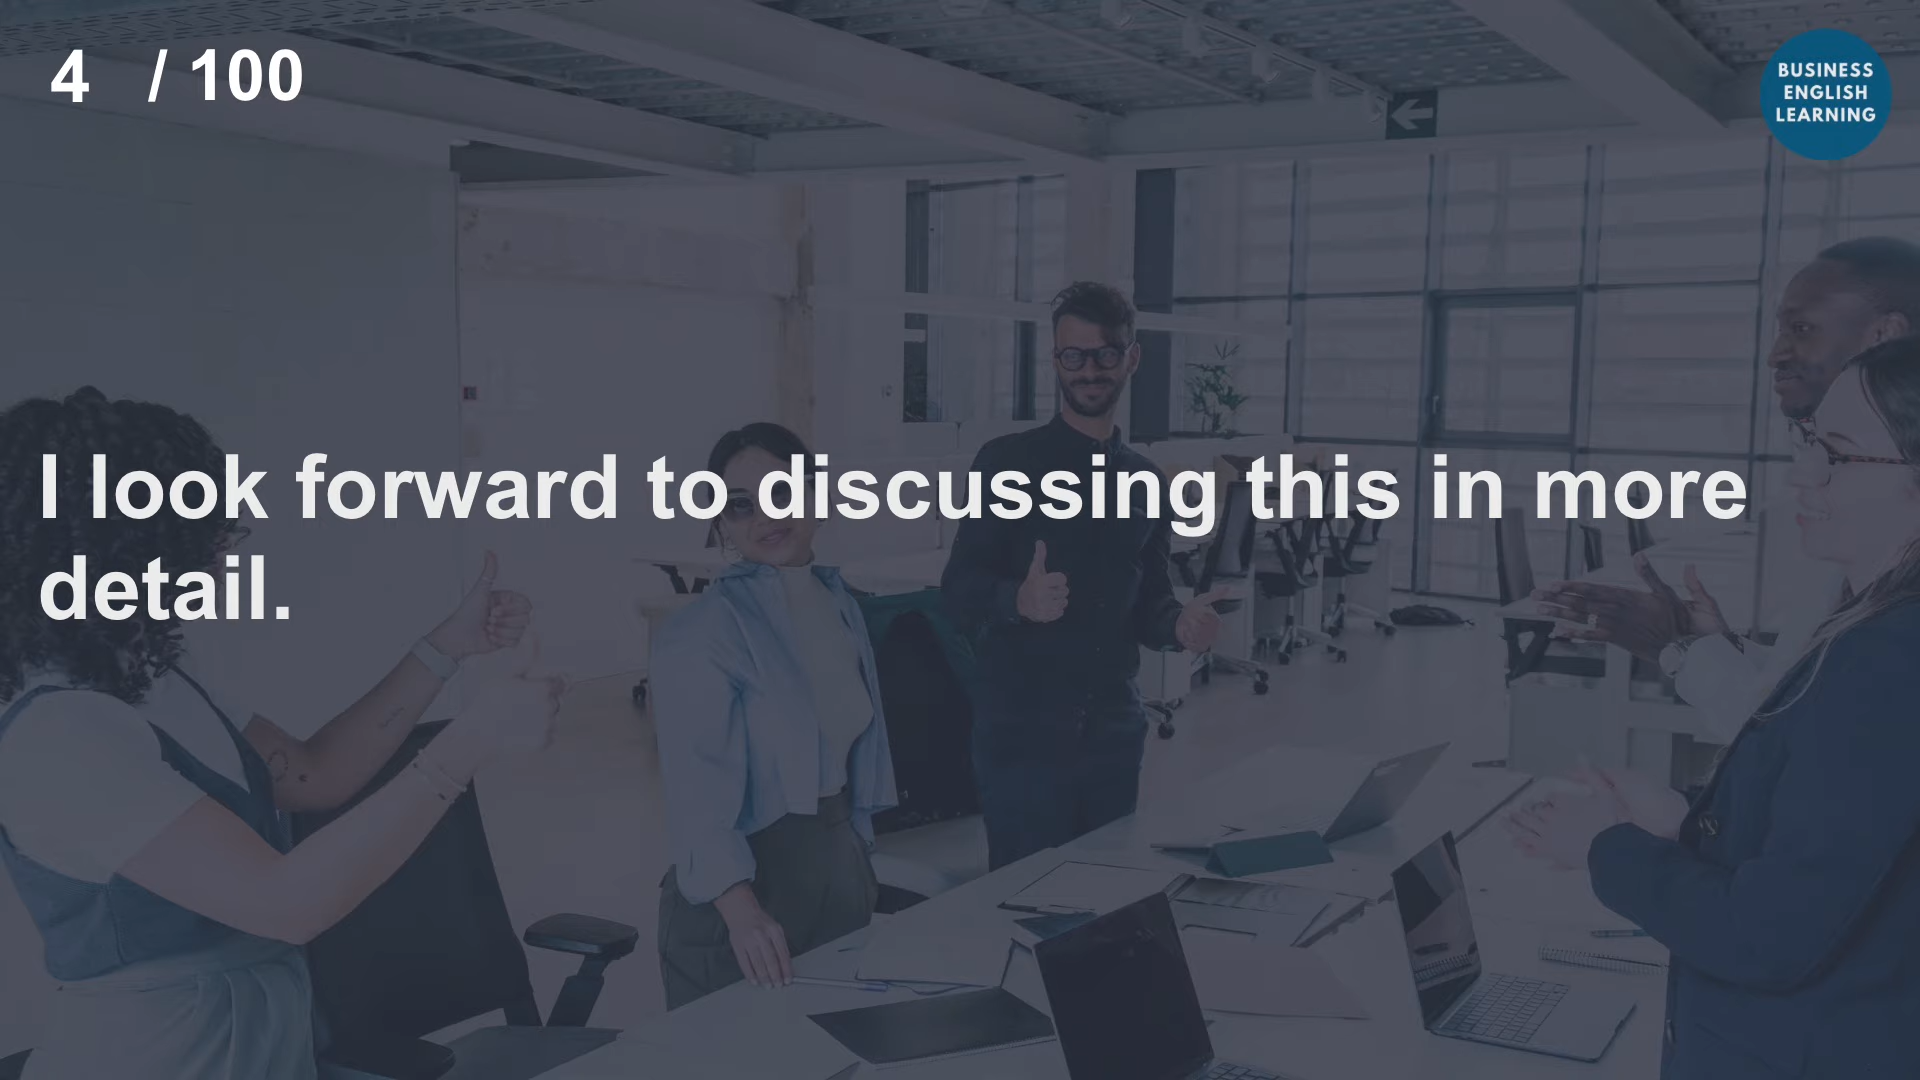 4 / 100
BUSINESS
ENGLISH
LEARNING
I look forward to discussing this in more
detail.